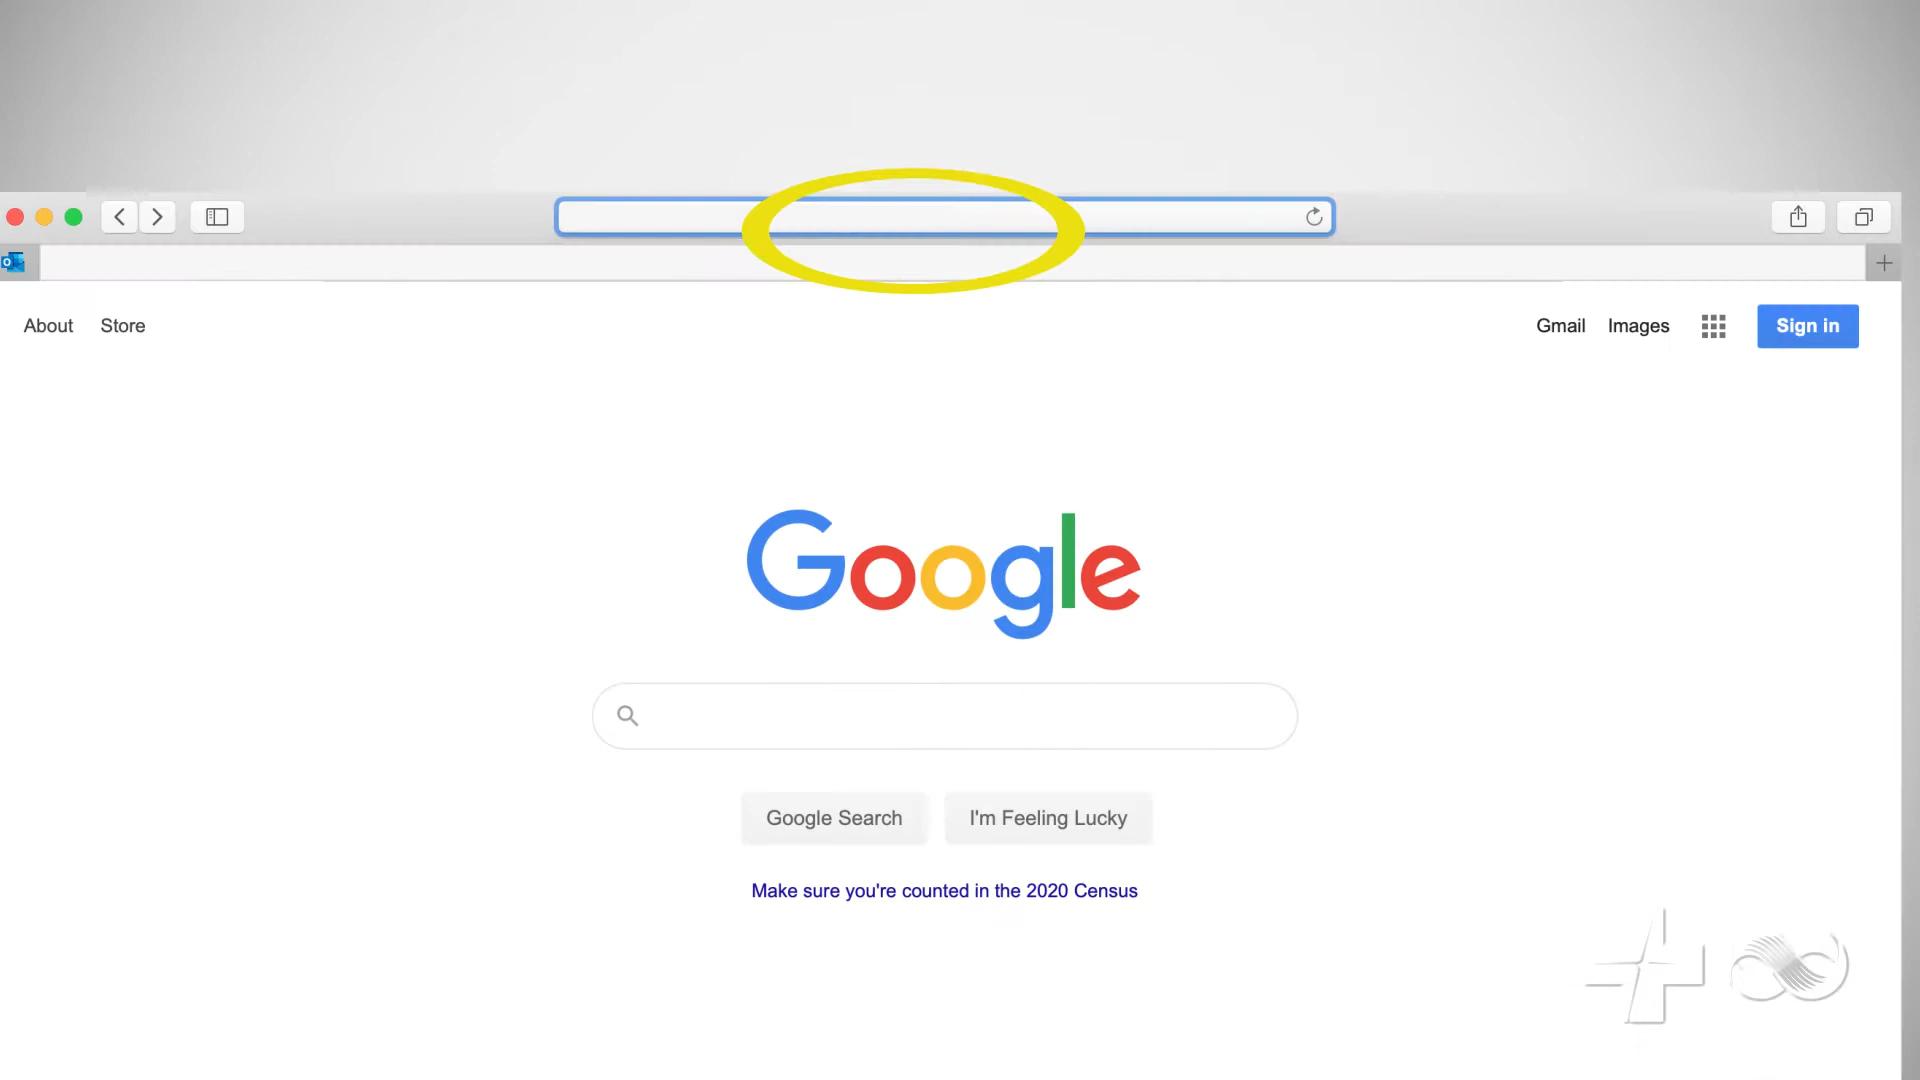 About Store
Gmail Images Sign in
Google
Google Search I'm Feeling Lucky
Make sure you're counted in the 2020 Census